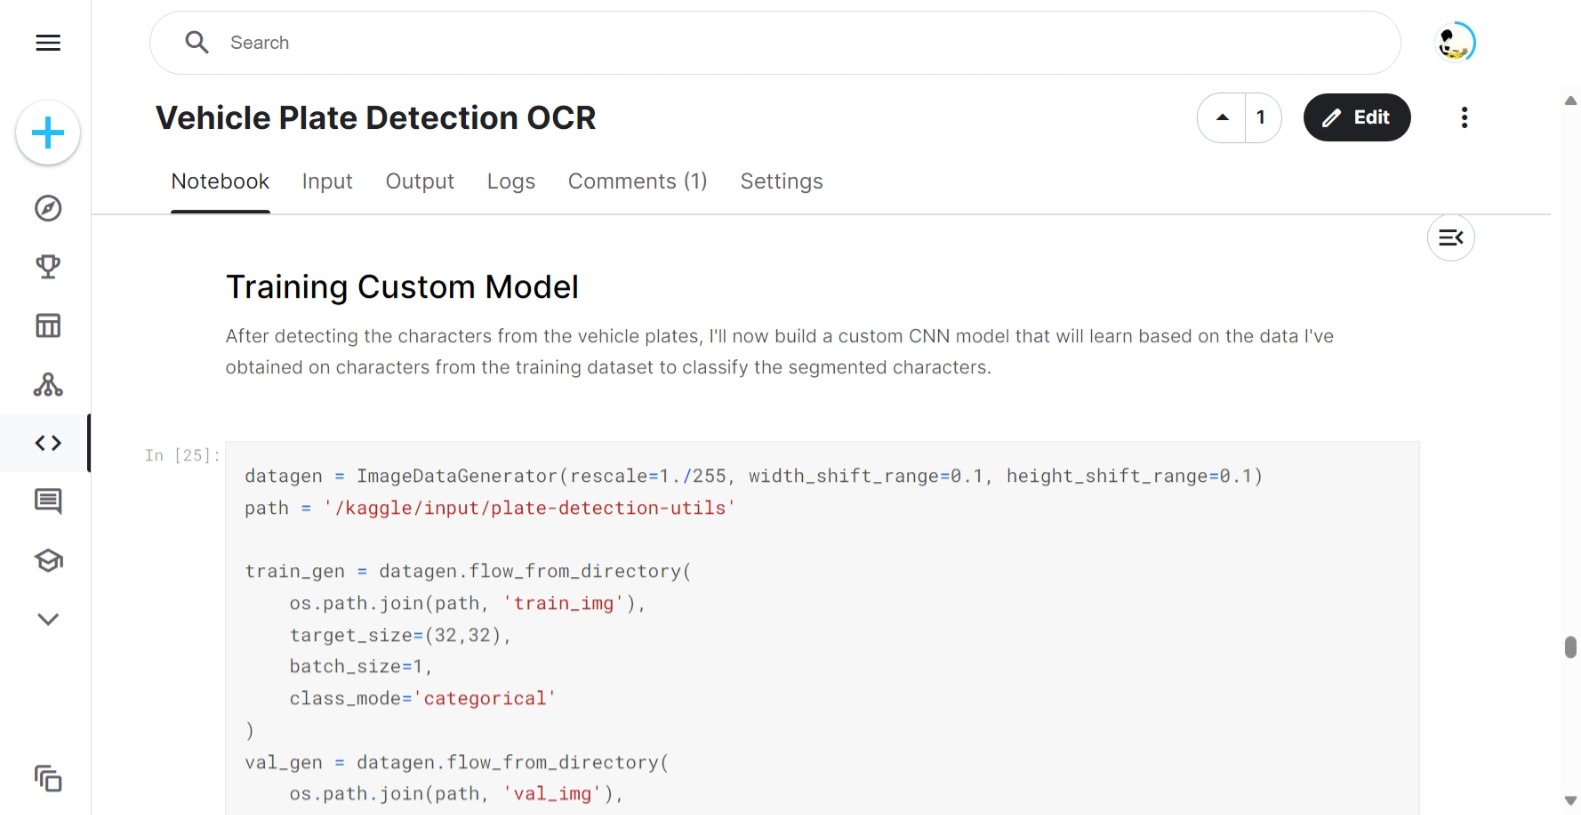 Search
Vehicle Plate Detection OCR
1
Edit
Notebook Input Output Logs Comments (1) Settings
Training Custom Model
After detecting the characters from the vehicle plates, I'll now build a custom CNN model that will learn based on the data I've
obtained on characters from the training dataset to classify the segmented characters.
In [25]:
datagen = ImageDataGenerator(rescale=1./255, width_shift_range=0.1, height_shift_range=0.1)
path = '/kaggle/input/plate-detection-utils'
train_gen = datagen.flow_from_directory(
    os.path.join(path, 'train_img'),
    target_size=(32,32),
    batch_size=1,
    class_mode='categorical'
)
val_gen = datagen.flow_from_directory(
    os.path.join(path, 'val_img'),